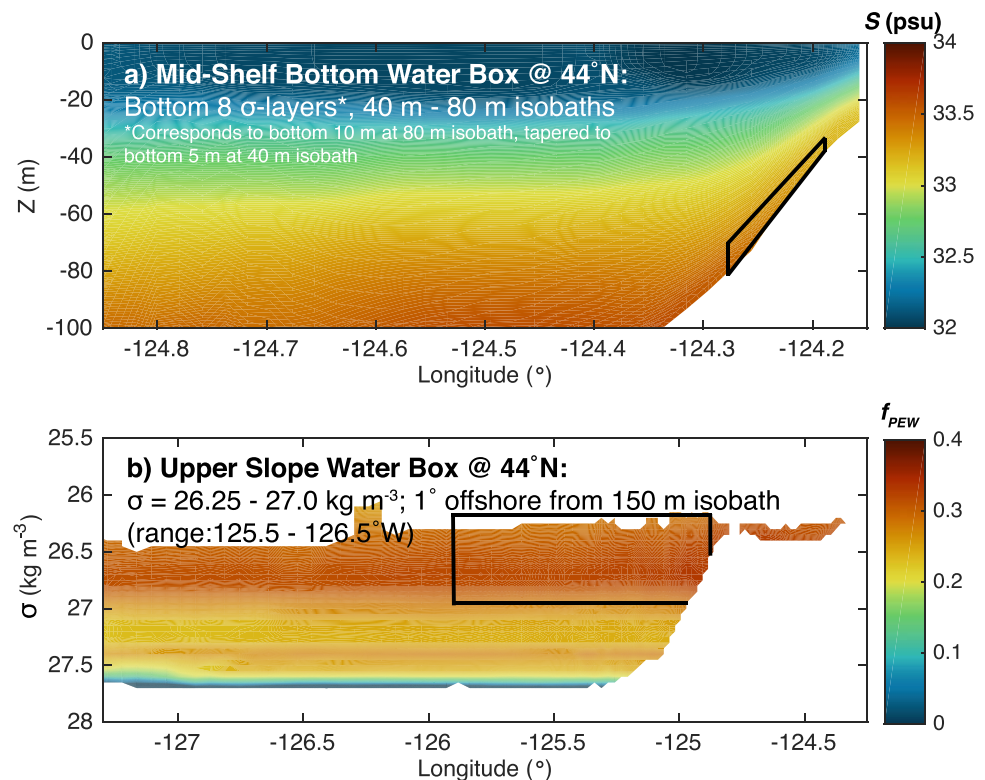 S (psu)
a) Mid-Shelf Bottom Water Box @ 44°N:
Bottom 8 σ-layers*, 40 m - 80 m isobaths
*Corresponds to bottom 10 m at 80 m isobath, tapered to
bottom 5 m at 40 m isobath
0
-20
-40
-60
-80
-100
Z (m)
-124.8 -124.7 -124.6 -124.5 -124.4 -124.3 -124.2
Longitude (°)
34
33.5
33
32.5
32
f_PEW
b) Upper Slope Water Box @ 44°N:
σ = 26.25 - 27.0 kg m⁻³; 1° offshore from 150 m isobath
(range:125.5 - 126.5°W)
25.5
26
26.5
27
27.5
28
σ (kg m⁻³)
-127 -126.5 -126 -125.5 -125 -124.5
Longitude (°)
0.4
0.3
0.2
0.1
0